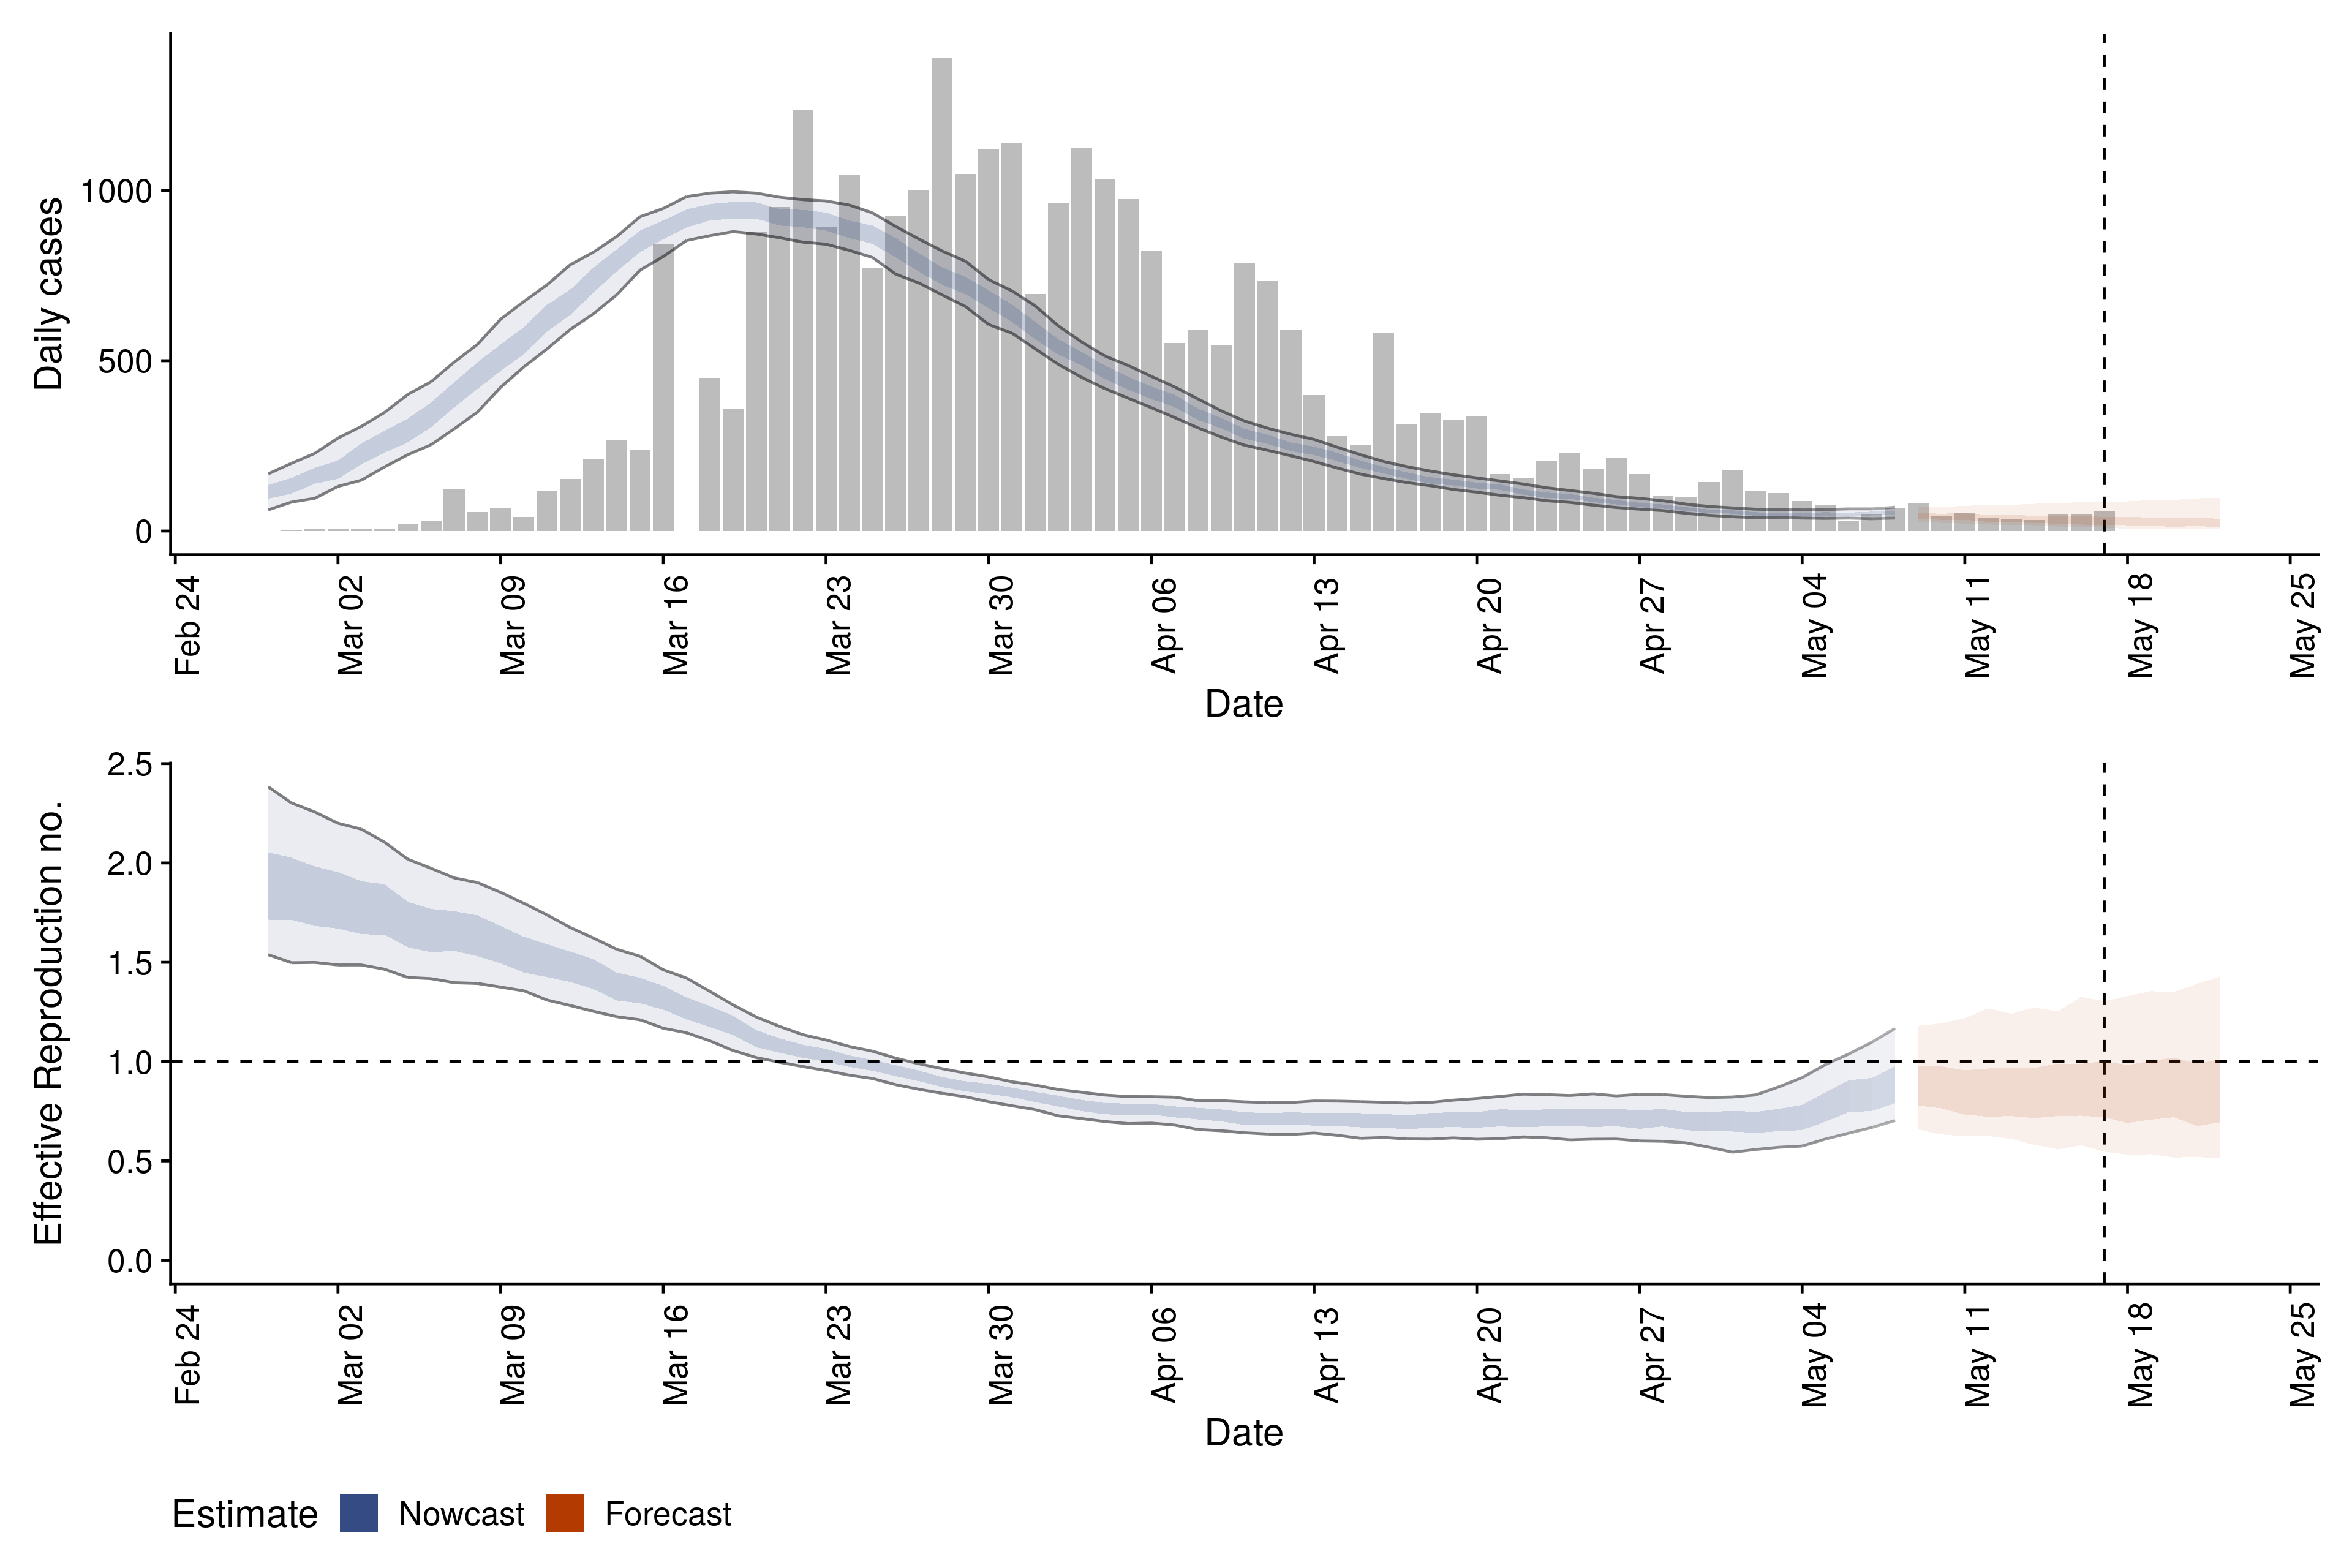 Daily cases
1000
500
0
Feb 24
Mar 02
Mar 09
Mar 16
Mar 23
Mar 30
Apr 06
Apr 13
Apr 20
Apr 27
May 04
May 11
May 18
May 25
Date
Effective Reproduction no.
2.5
2.0
1.5
1.0
0.5
0.0
Feb 24
Mar 02
Mar 09
Mar 16
Mar 23
Mar 30
Apr 06
Apr 13
Apr 20
Apr 27
May 04
May 11
May 18
May 25
Date
Estimate Nowcast Forecast